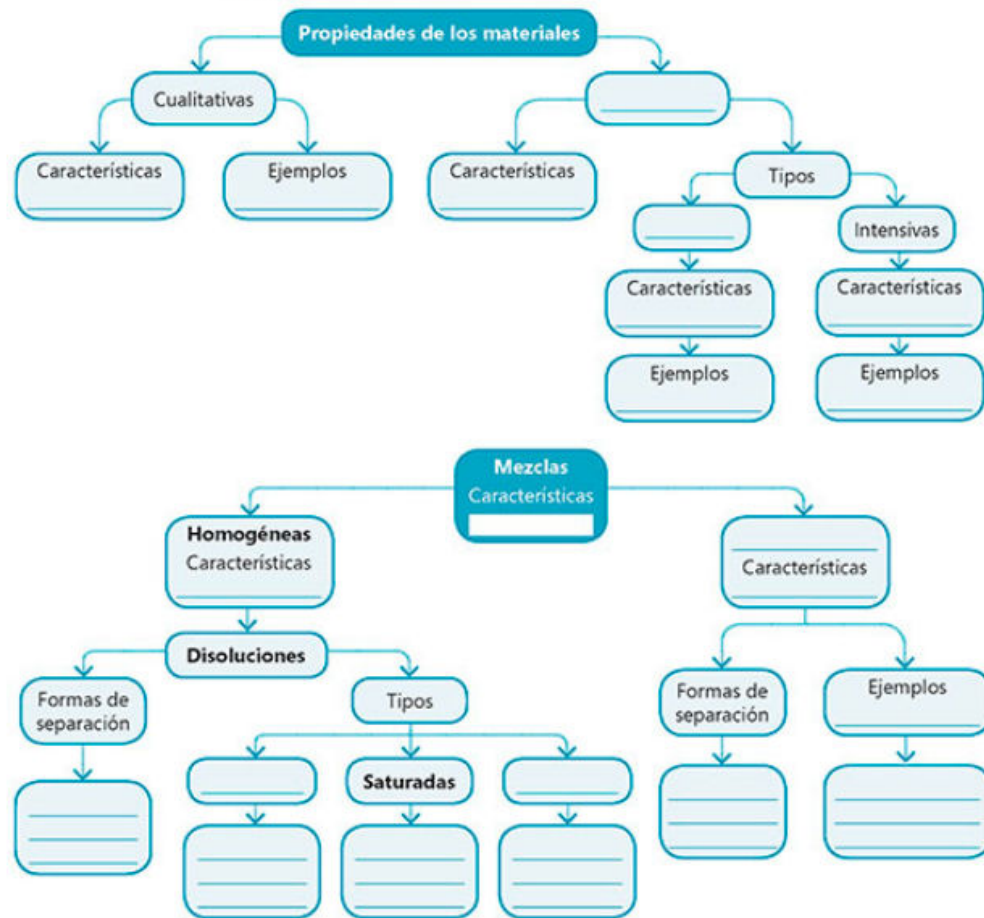 Propiedades de los materiales
Cualitativas
Características
Ejemplos
Características
Tipos
Intensivas
Características
Características
Ejemplos
Ejemplos
Mezclas
Características
Homogéneas
Características
Características
Disoluciones
Formas de
separación
Tipos
Formas de
separación
Ejemplos
Saturadas